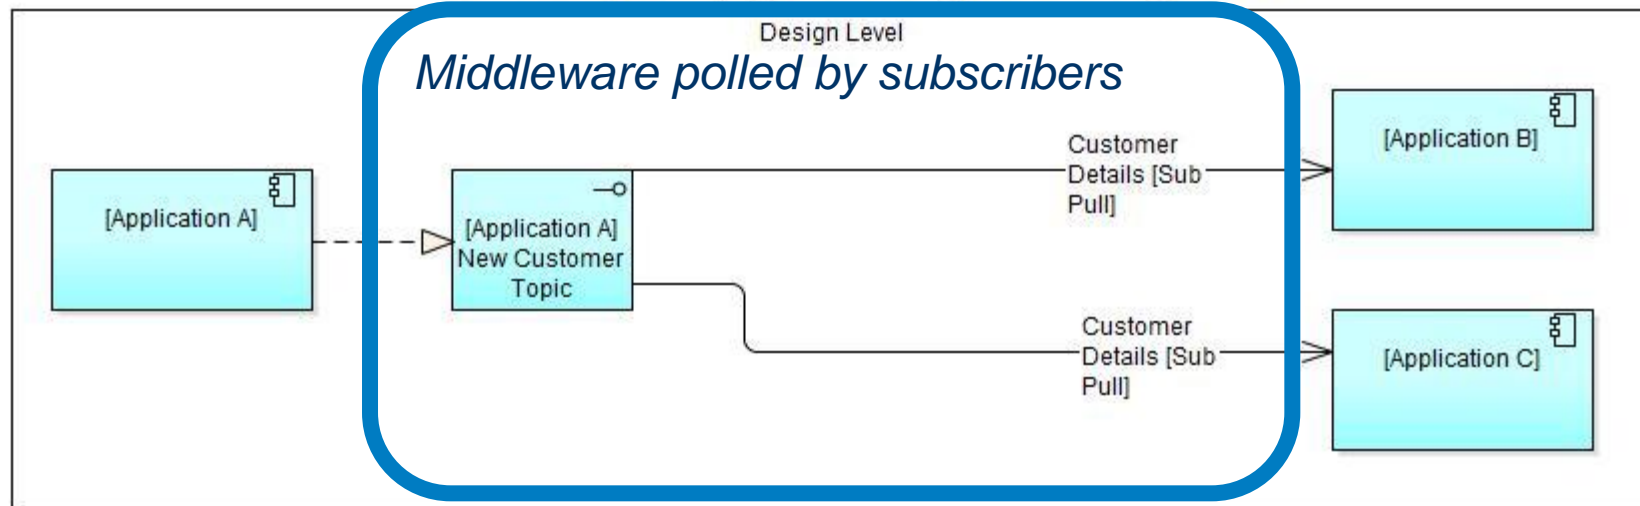 Design Level
Middleware polled by subscribers
[Application A]
[Application A]
New Customer
Topic
Customer
Details [Sub
Pull]
[Application B]
Customer
Details [Sub
Pull]
[Application C]